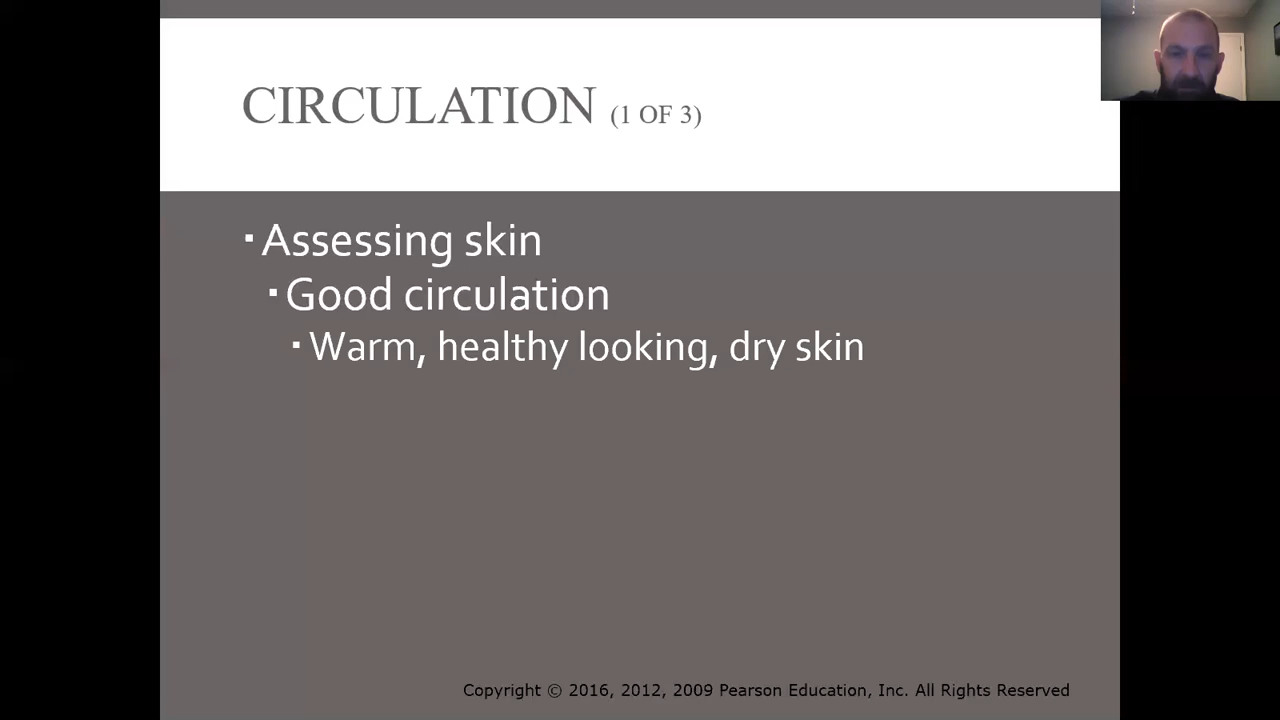 CIRCULATION (1 OF 3)
▪ Assessing skin
▪ Good circulation
▪ Warm, healthy looking, dry skin
Copyright © 2016, 2012, 2009 Pearson Education, Inc. All Rights Reserved